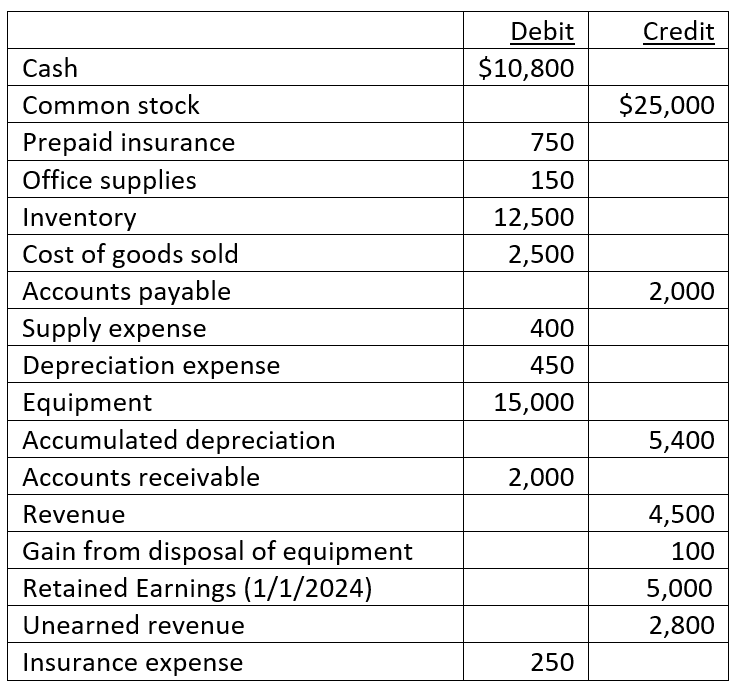 Debit Credit
Cash $10,800
Common stock $25,000
Prepaid insurance 750
Office supplies 150
Inventory 12,500
Cost of goods sold 2,500
Accounts payable 2,000
Supply expense 400
Depreciation expense 450
Equipment 15,000
Accumulated depreciation 5,400
Accounts receivable 2,000
Revenue 4,500
Gain from disposal of equipment 100
Retained Earnings (1/1/2024) 5,000
Unearned revenue 2,800
Insurance expense 250